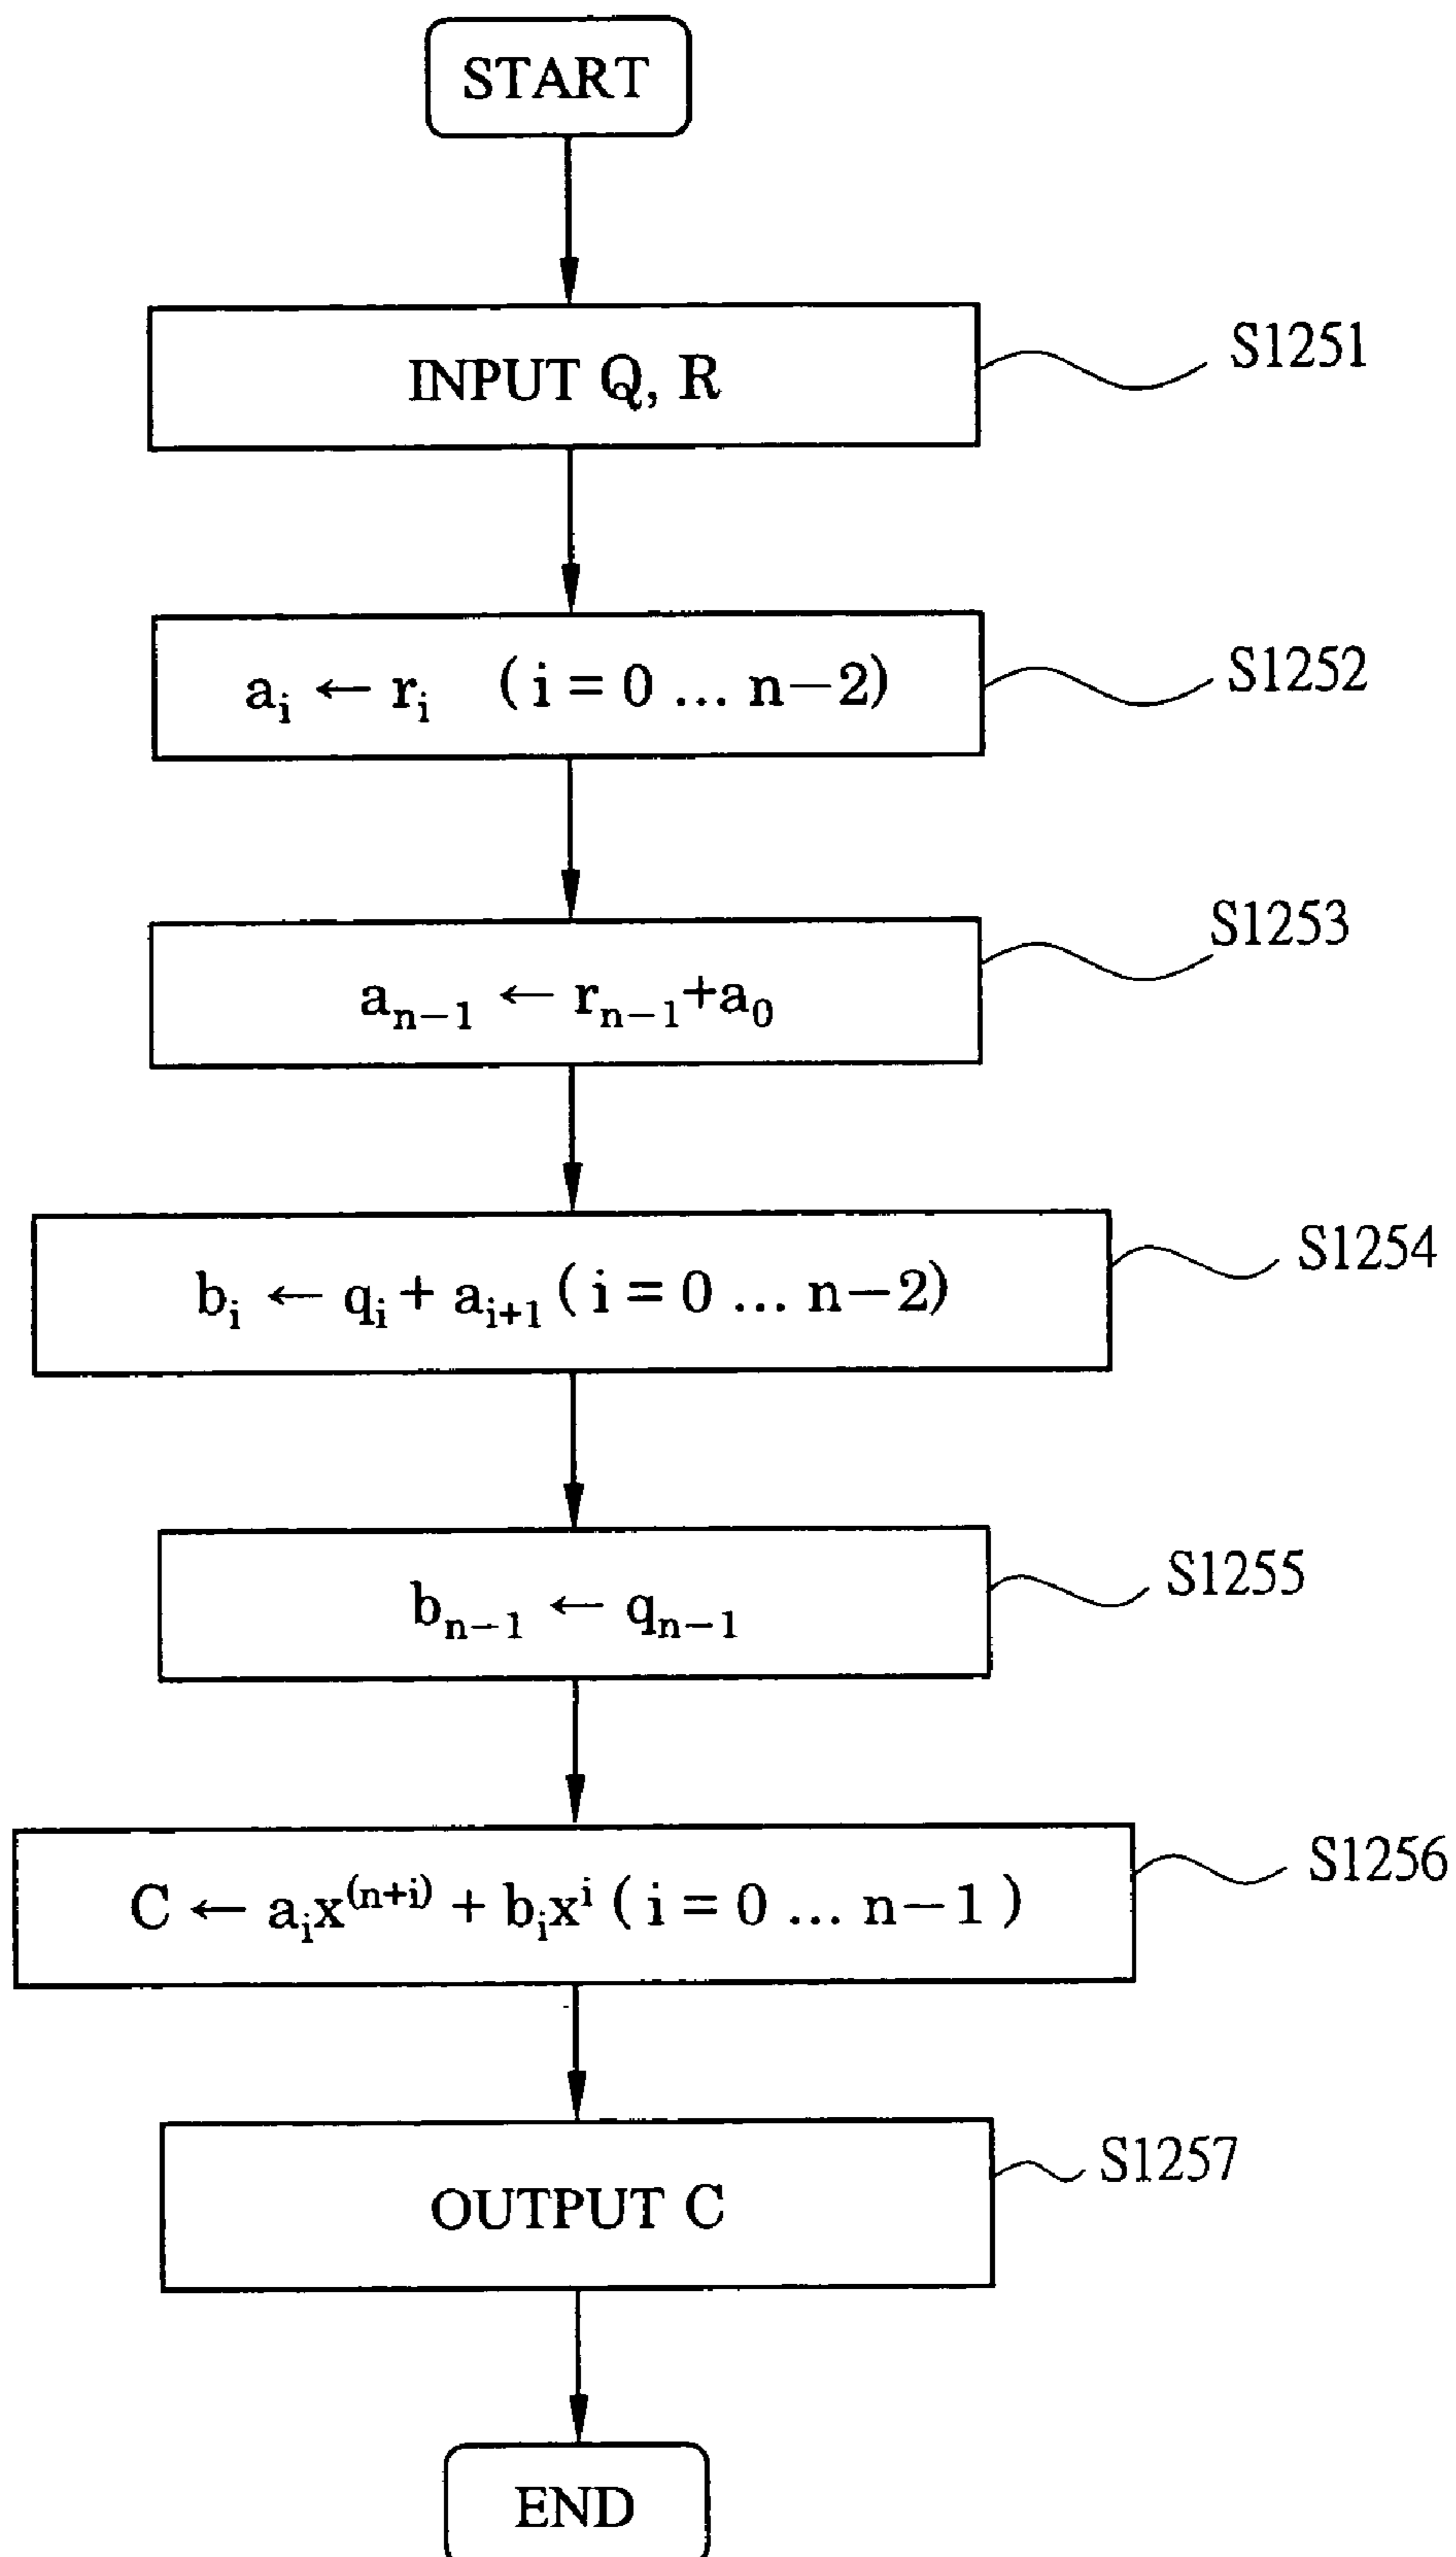 START
INPUT Q, R
S1251
aᵢ ← rᵢ ( i = 0 ... n−2)
S1252
aₙ₋₁ ← rₙ₋₁+a₀
S1253
bᵢ ← qᵢ + aᵢ₊₁ ( i = 0 ... n−2)
S1254
bₙ₋₁ ← qₙ₋₁
S1255
C ← aᵢx⁽ⁿ⁺ⁱ⁾ + bᵢxⁱ ( i = 0 ... n−1 )
S1256
OUTPUT C
S1257
END